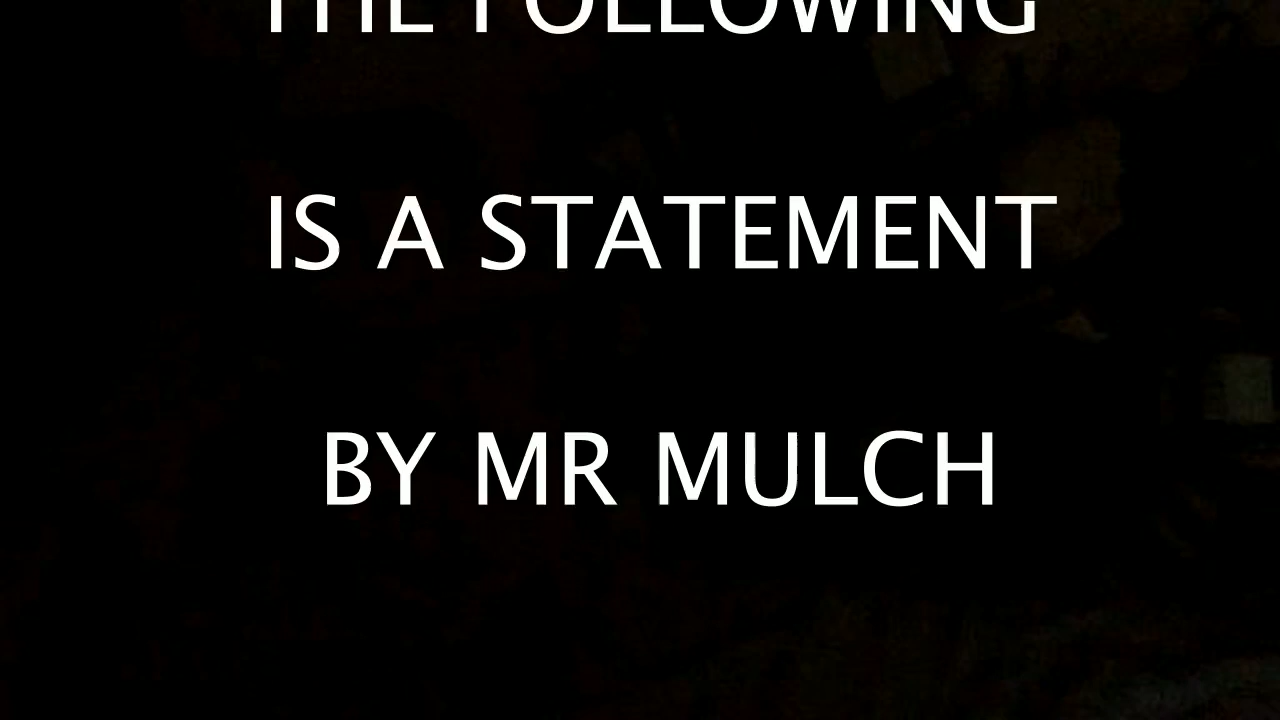 THE FOLLOWING
IS A STATEMENT
BY MR MULCH